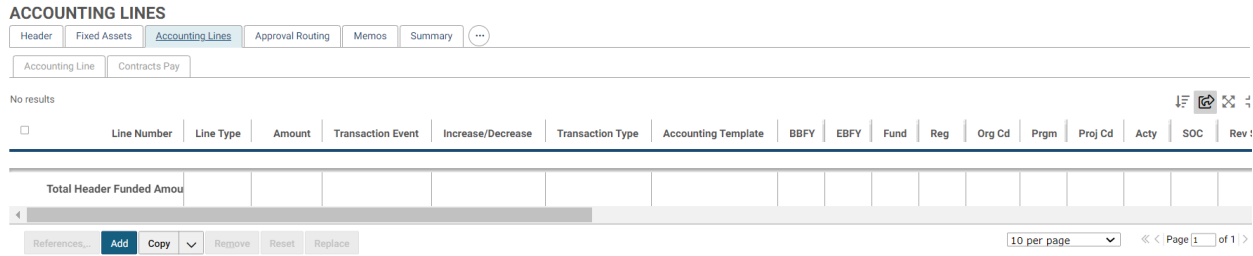 ACCOUNTING LINES
Header Fixed Assets Accounting Lines Approval Routing Memos Summary ...
Accounting Line Contracts Pay
No results
Line Number Line Type Amount Transaction Event Increase/Decrease Transaction Type Accounting Template BBFY EBFY Fund Reg Org Cd Prgm Proj Cd Acty SOC Rev
Total Header Funded Amou
References,.. Add Copy Remove Reset Replace 10 per page Page 1 of 1